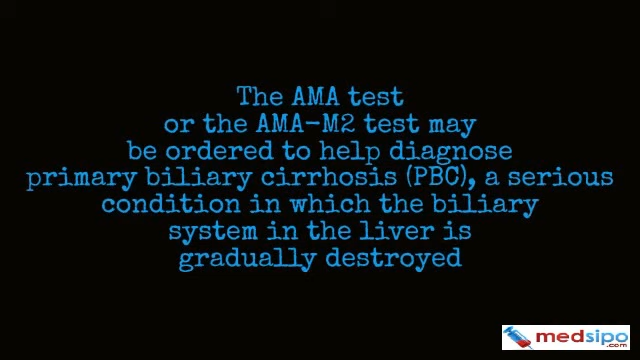 The AMA test
or the AMA-M2 test may
be ordered to help diagnose
primary biliary cirrhosis (PBC), a serious
condition in which the biliary
system in the liver is
gradually destroyed
medsipo
.com